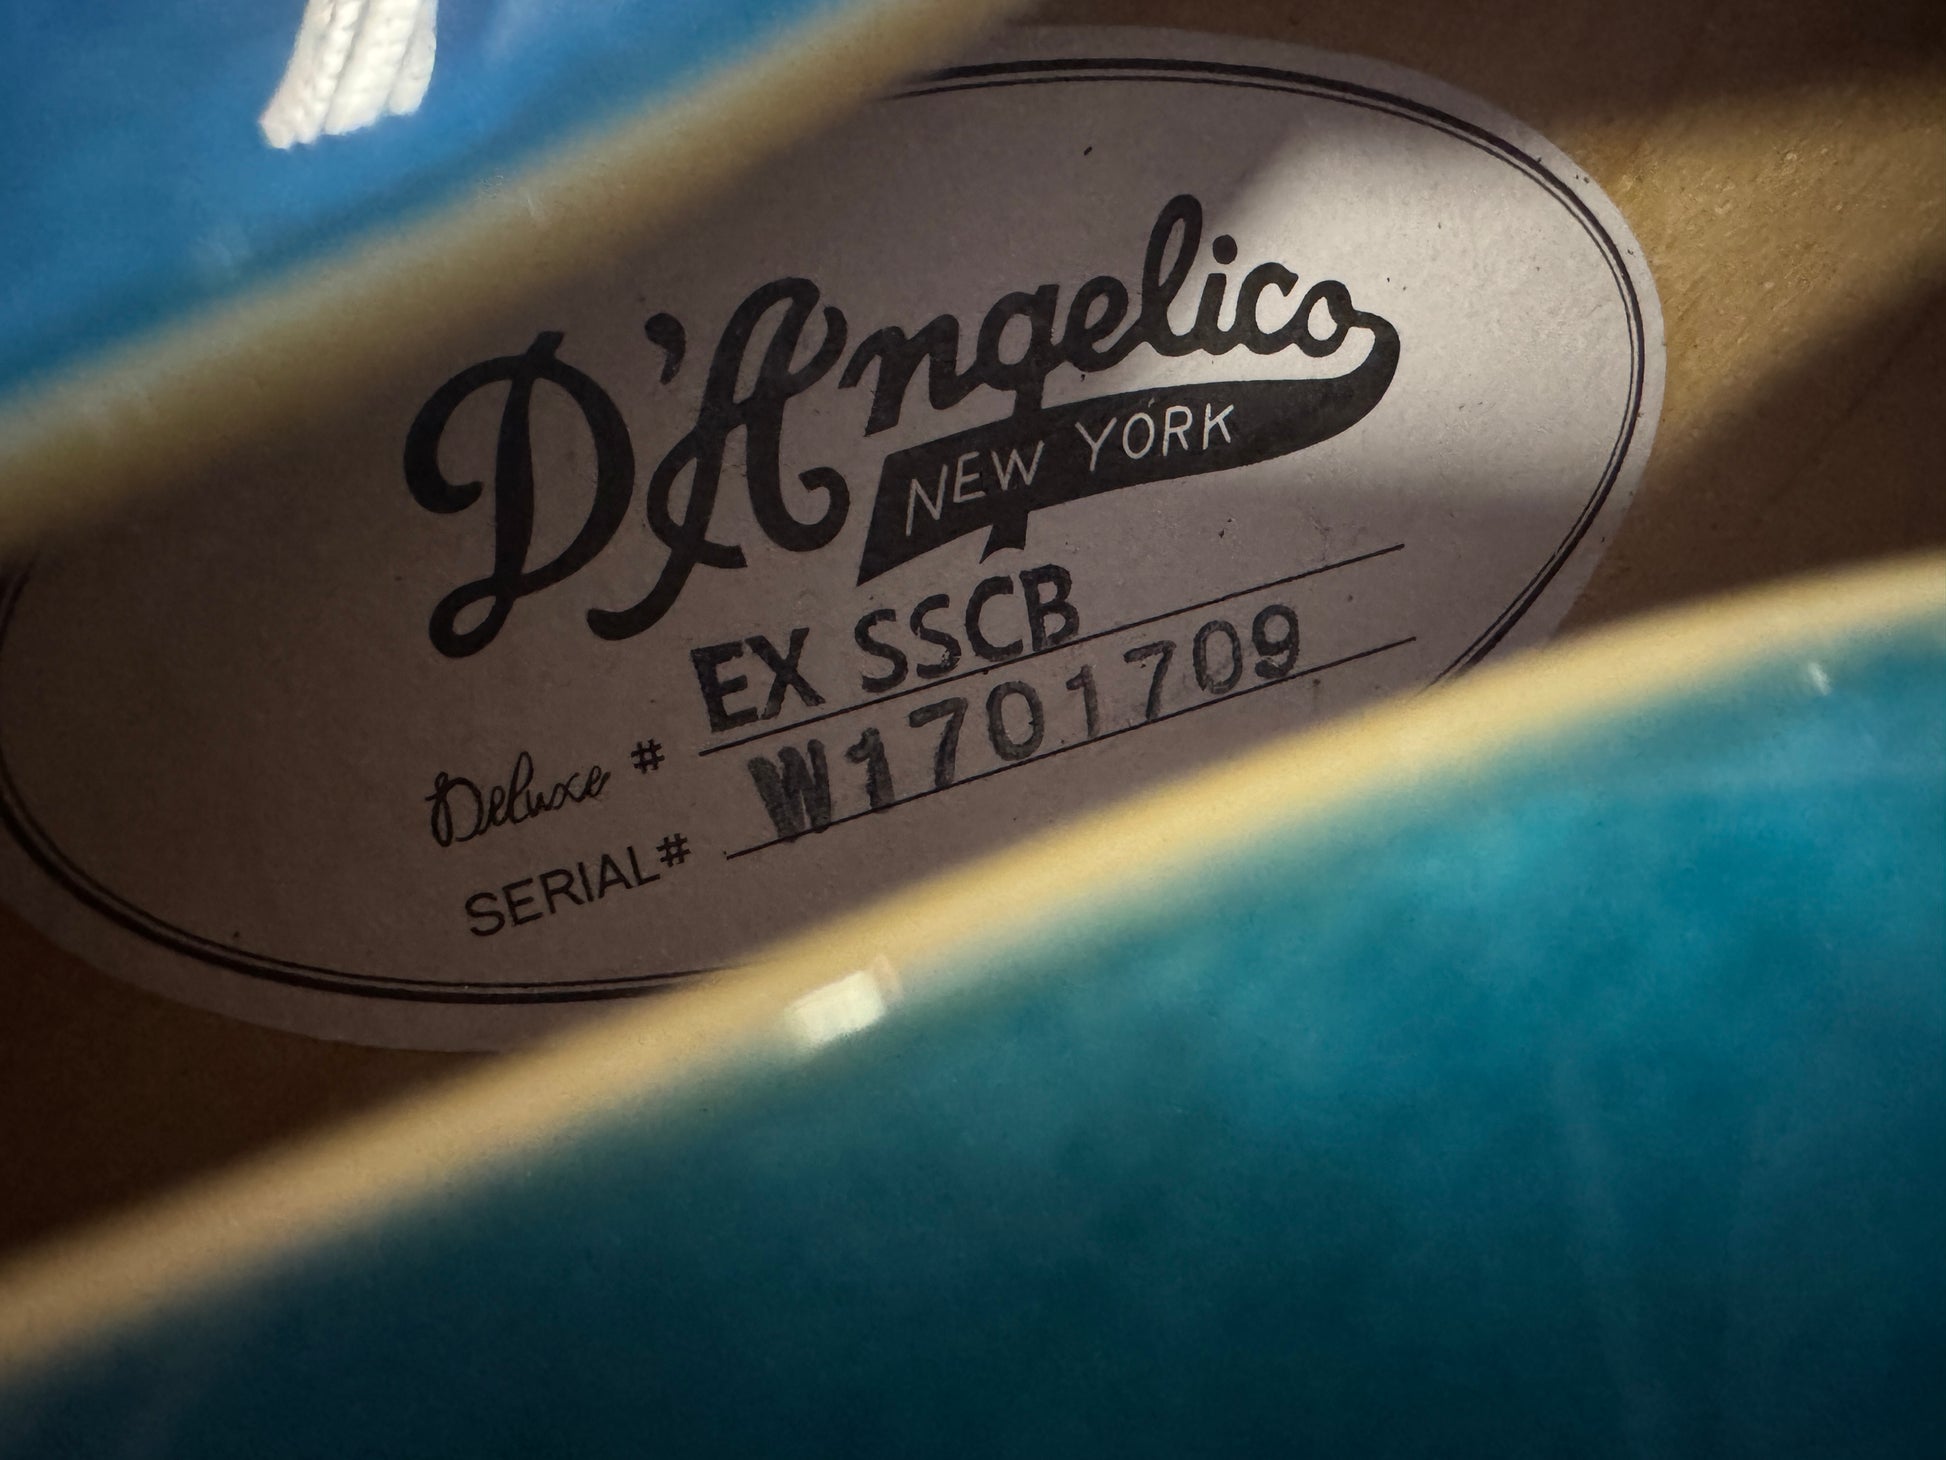 D'Angelico
NEW YORK
Deluxe # EX SSCB
SERIAL# W1701709